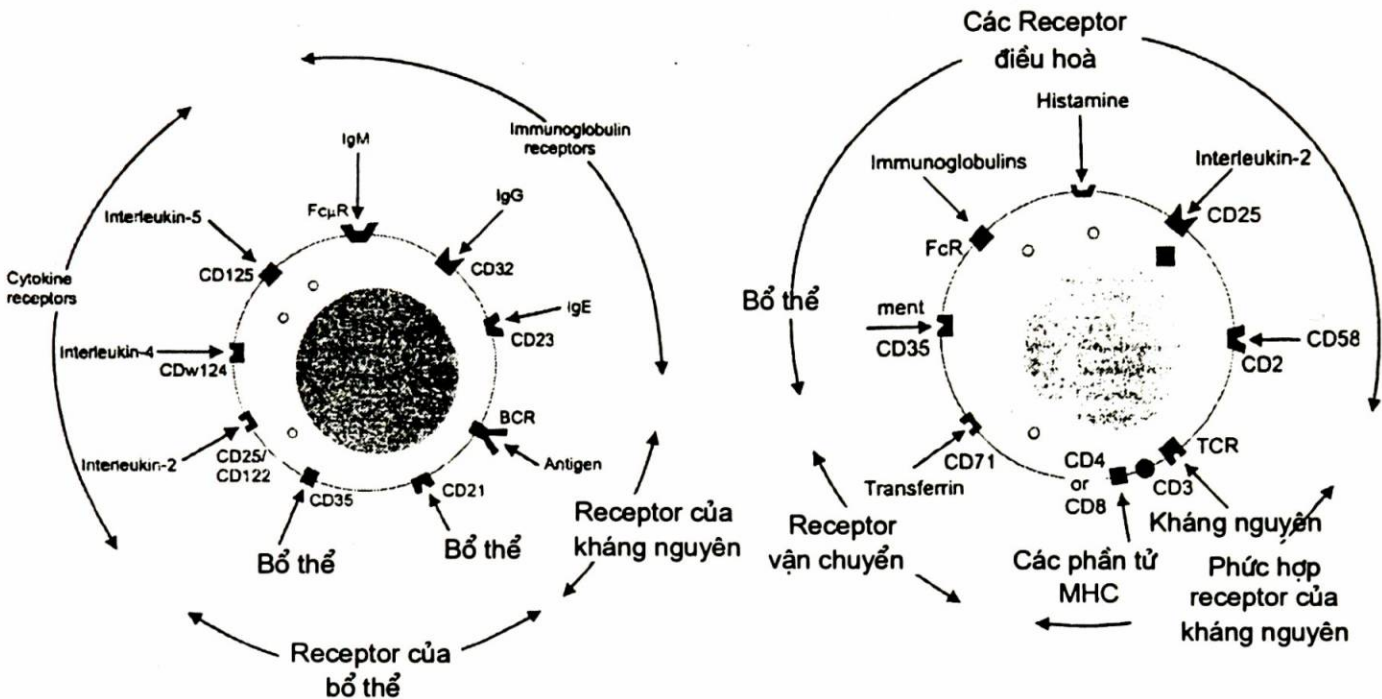 IgM
Immunoglobulin
receptors
IgG
FcμR
Interleukin-5
CD32
CD125
Cytokine
receptors
IgE
CD23
Interleukin-4
CDw124
BCR
Interleukin-2
CD25/
CD122
Antigen
CD35
CD21
Bổ thể
Bổ thể
Receptor của
kháng nguyên
Receptor của
bổ thể
Các Receptor
điều hoà
Histamine
Immunoglobulins
Interleukin-2
CD25
FcR
Bổ thể
ment
CD35
CD58
CD2
TCR
CD71
CD4
or
CD8
CD3
Transferrin
Kháng nguyên
Receptor
vận chuyển
Các phần tử
MHC
Phức hợp
receptor của
kháng nguyên